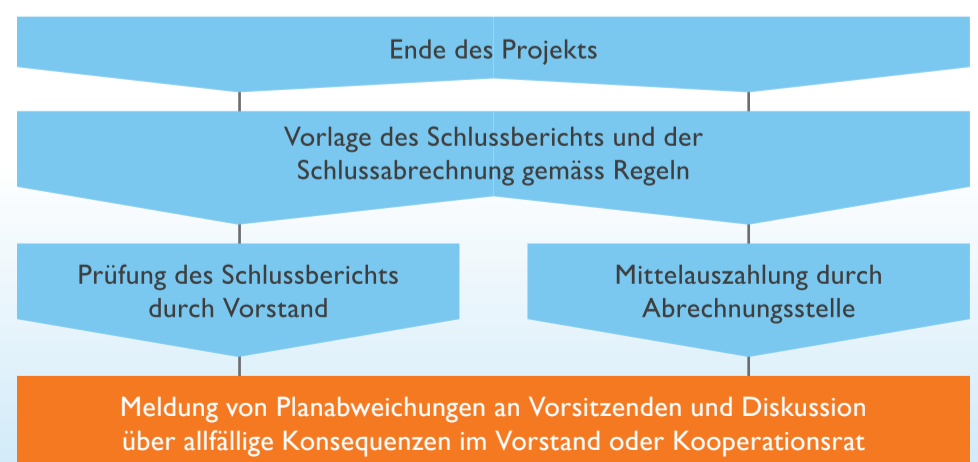 Ende des Projekts
Vorlage des Schlussberichts und der
Schlussabrechnung gemäss Regeln
Prüfung des Schlussberichts
durch Vorstand
Mittelauszahlung durch
Abrechnungsstelle
Meldung von Planabweichungen an Vorsitzenden und Diskussion
über allfällige Konsequenzen im Vorstand oder Kooperationsrat